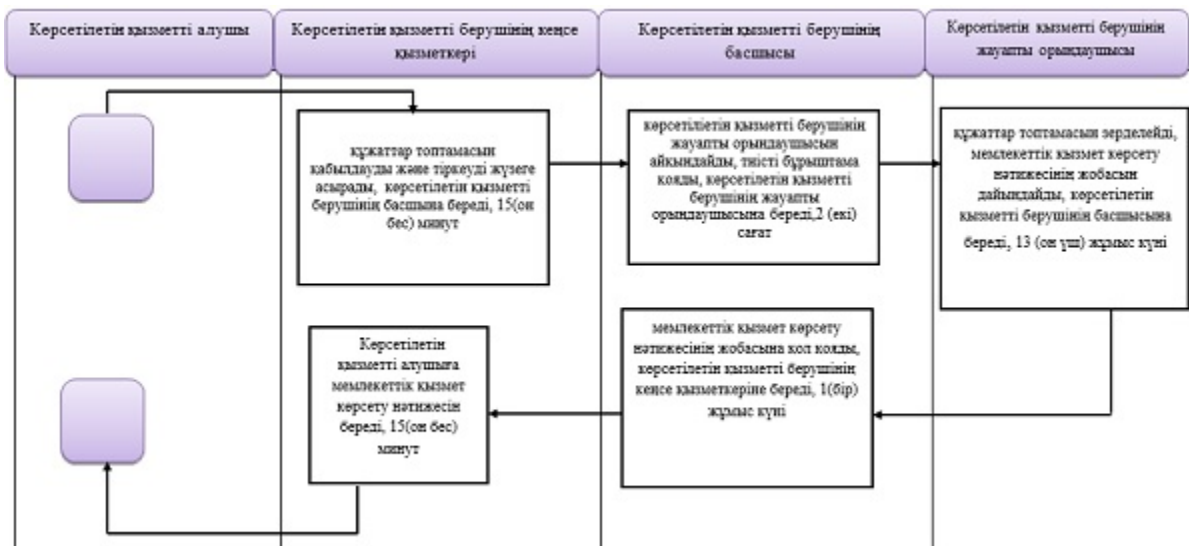 Көрсетілетін қызметті алушы
Көрсетілетін қызметті берушінің кеңсе
қызметкері
Көрсетілетін қызметті берушінің
басшысы
Көрсетілетін қызметті берушінің
жауапты орындаушысы
құжаттар топтамасын
қабылдауды және тіркеуді жүзеге
асырады, көрсетілетін қызметті
берушінің басшына береді, 15(он
бес) минут
көрсетіліетін қызметті берушінің
жауапты орындаушысын
айқындайды, тиісті бұрыштама
қояды, көрсетілетін қызметті
берушінің жауапты
орындаушысына береді,2 (екі)
сағат
құжаттар топтамасын зерделейді,
мемлекеттік қызмет көрсету
нәтижесінің жобасын
дайындайды, көрсетілетін
қызметті берушінің басшысына
береді, 13 (он үш) жұмыс күні
Көрсетілетін
қызметті алушыға
мемлекеттік қызмет
көрсету нәтижесін
береді, 15(он бес)
минут
мемлекеттік қызмет көрсету
нәтижесінің жобасына қол қояды,
көрсетілетін қызметті берушінің
кеңсе қызметкеріне береді, 1(бір)
жұмыс күні